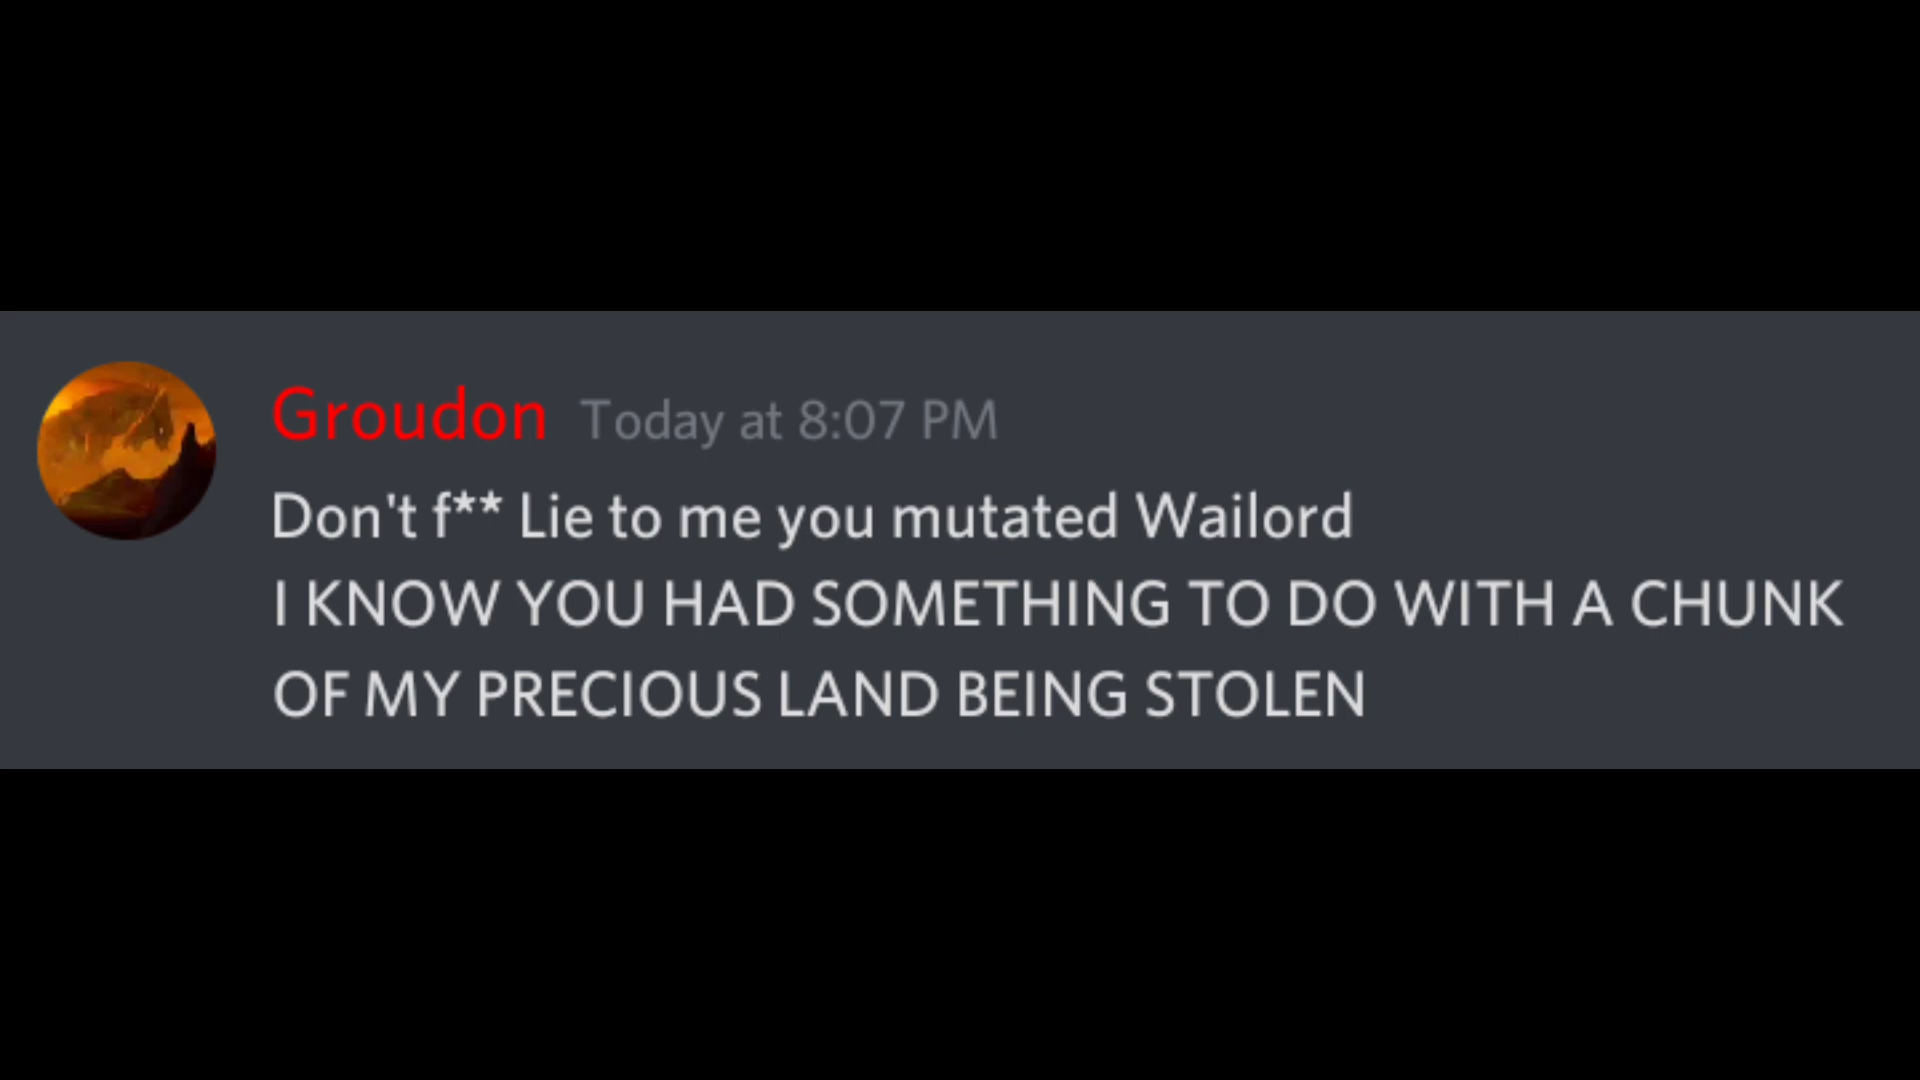 Groudon Today at 8:07 PM
Don't f** Lie to me you mutated Wailord
I KNOW YOU HAD SOMETHING TO DO WITH A CHUNK
OF MY PRECIOUS LAND BEING STOLEN